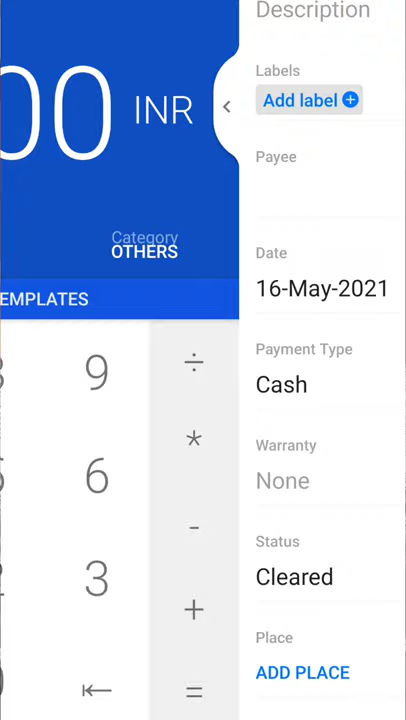 Description
00 INR
Labels
Add label
Payee
Category
OTHERS
Date
16-May-2021
EMPLATES
Payment Type
Cash
9 ÷
*
Warranty
None
6
-
Status
Cleared
3
+
Place
ADD PLACE
=